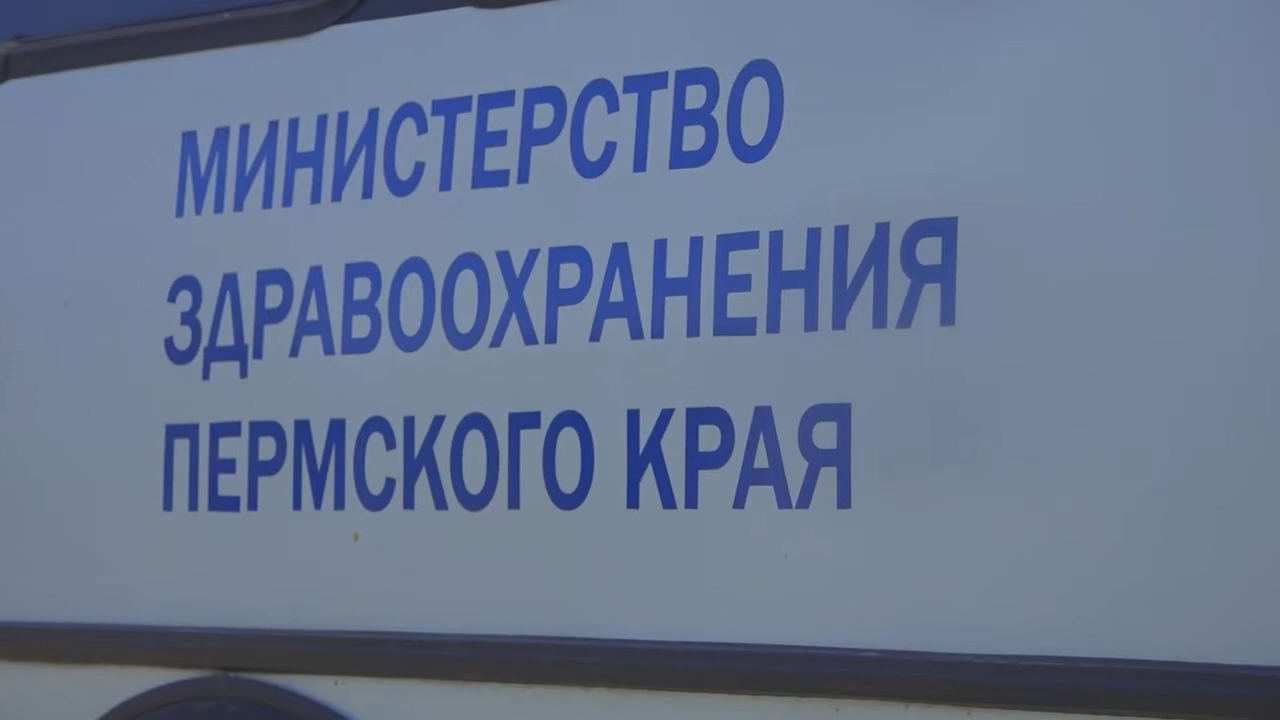 МИНИСТЕРСТВО
ЗДРАВООХРАНЕНИЯ
ПЕРМСКОГО КРАЯ